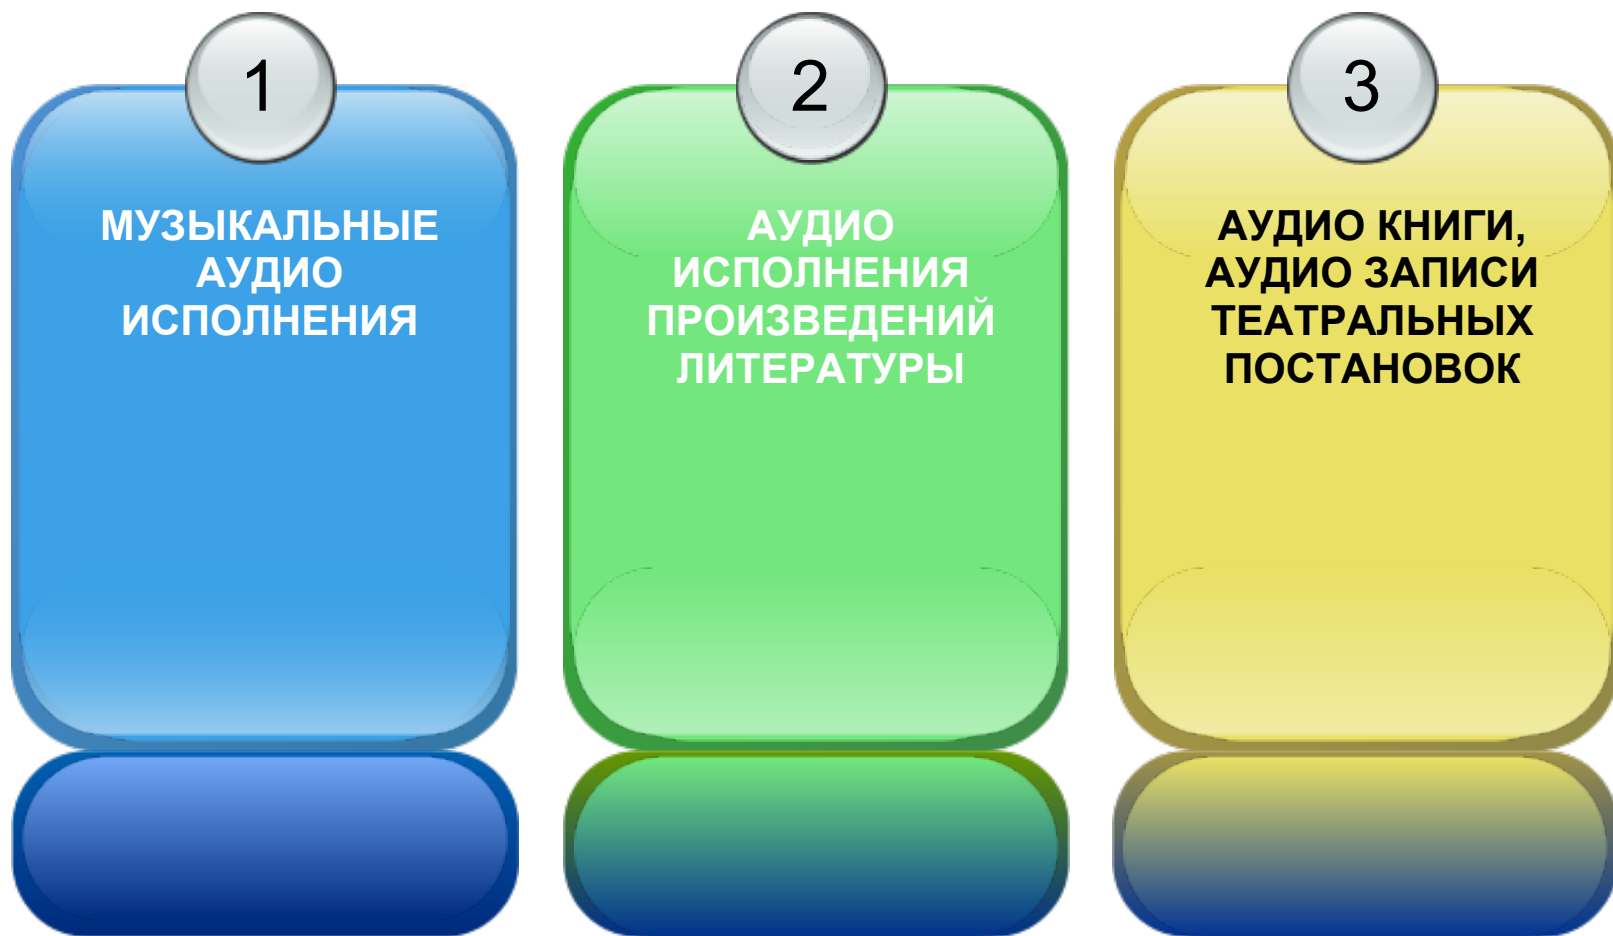 1
МУЗЫКАЛЬНЫЕ
АУДИО
ИСПОЛНЕНИЯ
2
АУДИО
ИСПОЛНЕНИЯ
ПРОИЗВЕДЕНИЙ
ЛИТЕРАТУРЫ
3
АУДИО КНИГИ,
АУДИО ЗАПИСИ
ТЕАТРАЛЬНЫХ
ПОСТАНОВОК